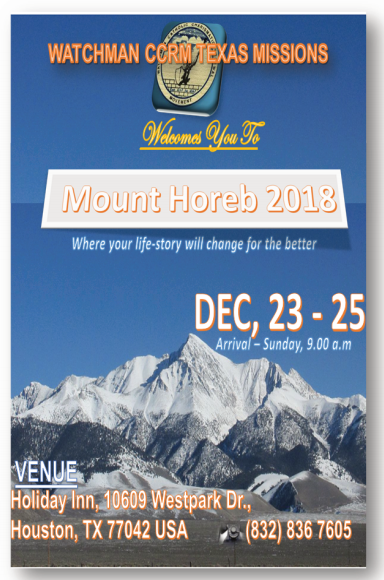 WATCHMAN CCRM TEXAS MISSIONS
MOVEMENT
Welcomes You To
Mount Horeb 2018
Where your life-story will change for the better
DEC, 23 - 25
Arrival – Sunday, 9.00 a.m
VENUE
Holiday Inn, 10609 Westpark Dr.,
Houston, TX 77042 USA (832) 836 7605